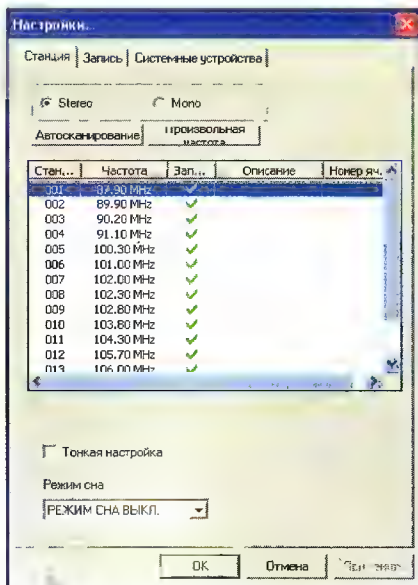 Настройки...
Станция Запись Системные устройства
Stereo Mono
Автосканирование Произвольная частота
Стан... Частота Зап... Описание Номер яч.
001 87.90 MHz
002 89.90 MHz
003 90.20 MHz
004 91.10 MHz
005 100.30 MHz
006 101.00 MHz
007 102.00 MHz
008 102.30 MHz
009 102.80 MHz
010 103.80 MHz
011 104.30 MHz
012 105.70 MHz
013 106.00 MHz
Тонкая настройка
Режим сна
РЕЖИМ СНА ВЫКЛ.
OK Отмена